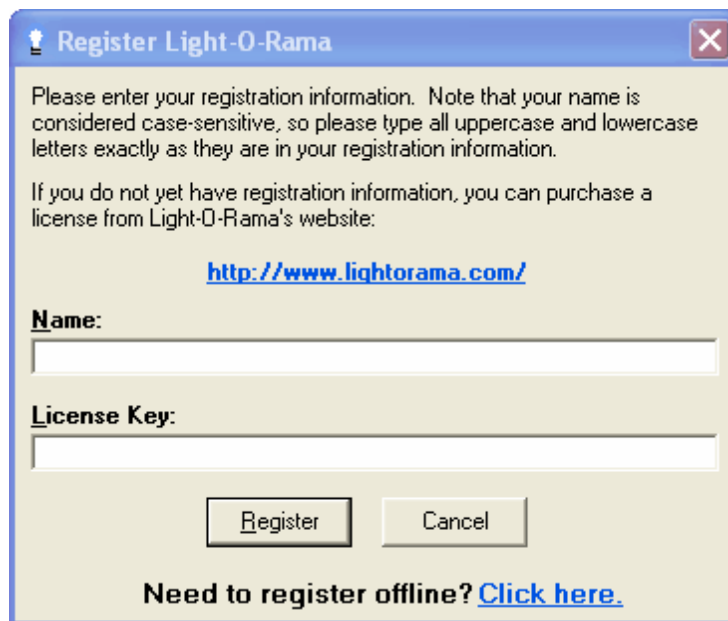 Register Light-O-Rama
Please enter your registration information.  Note that your name is
considered case-sensitive, so please type all uppercase and lowercase
letters exactly as they are in your registration information.
If you do not yet have registration information, you can purchase a
license from Light-O-Rama's website:
http://www.lightorama.com/
Name:
License Key:
Register Cancel
Need to register offline? Click here.